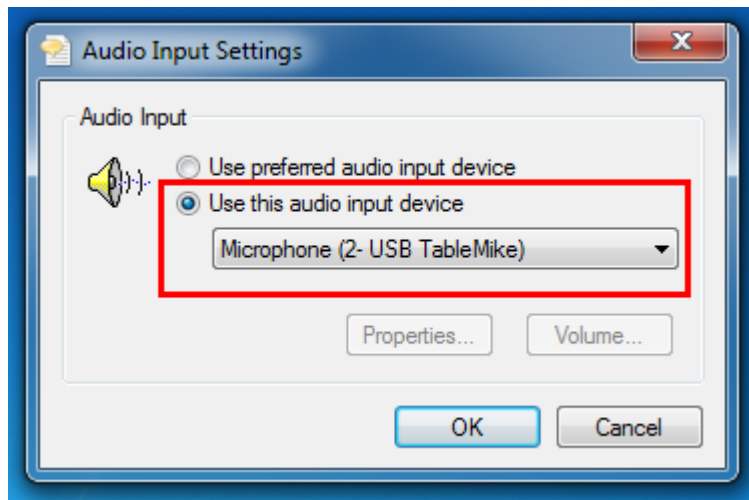 Audio Input Settings
Audio Input
Use preferred audio input device
Use this audio input device
Microphone (2- USB TableMike)
Properties... Volume...
OK Cancel